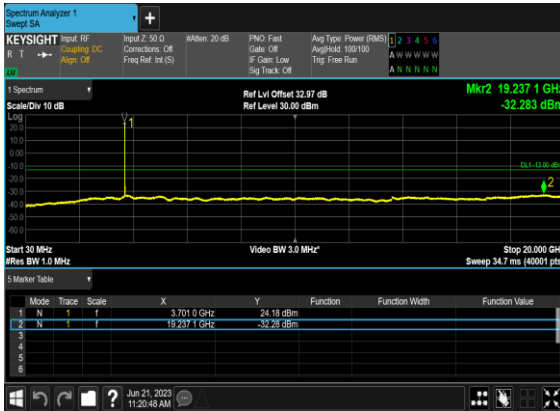 Spectrum Analyzer 1
Swept SA
KEYSIGHT Input: RF Input Z: 50 Ω #Atten: 20 dB PNO: Fast Avg Type: Power (RMS) 1 2 3 4 5 6
R T Coupling: DC Corrections: Off Gate: Off Avg|Hold: 100/100 A W W W W W
Align: Off Freq Ref: Int (S) IF Gain: Low Trig: Free Run
Sig Track: Off A N N N N N
1 Spectrum
Scale/Div 10 dB
Ref Lvl Offset 32.97 dB
Ref Level 30.00 dBm
Mkr2 19.237 1 GHz
-32.283 dBm
Log
20.0
10.0
0.0
-10.0
-20.0
-30.0
-40.0
-50.0
-60.0
1
DL1 -13.00 dBm
2
Start 30 MHz
#Res BW 1.0 MHz
Video BW 3.0 MHz*
Stop 20.000 GHz
Sweep 34.7 ms (40001 pts)
5 Marker Table
Mode Trace Scale X Y Function Function Width Function Value
1 N 1 f 3.701 0 GHz 24.18 dBm
2 N 1 f 19.237 1 GHz -32.28 dBm
3
4
5
6
Jun 21, 2023
11:20:48 AM